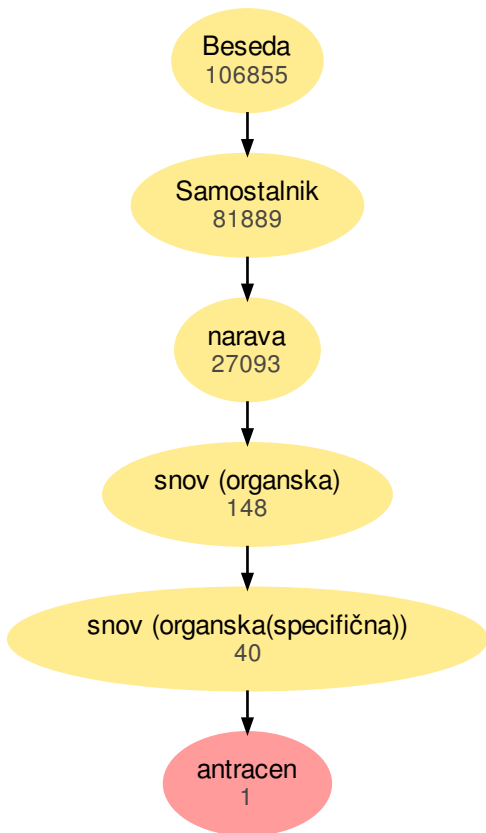 Beseda
106855
Samostalnik
81889
narava
27093
snov (organska)
148
snov (organska(specifična))
40
antracen
1